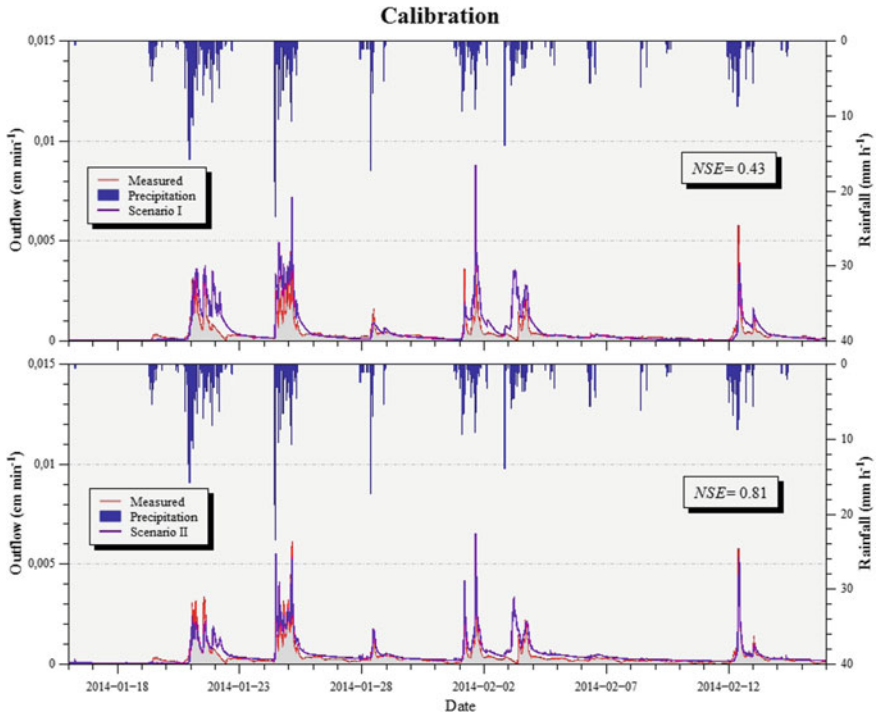 Calibration
0,015
0,01
0,005
0
Outflow (cm min⁻¹)
0
10
20
30
40
Rainfall (mm h⁻¹)
Measured
Precipitation
Scenario I
NSE= 0.43
0,015
0,01
0,005
0
Outflow (cm min⁻¹)
0
10
20
30
40
Rainfall (mm h⁻¹)
Measured
Precipitation
Scenario II
NSE= 0.81
2014-01-18
2014-01-23
2014-01-28
2014-02-02
2014-02-07
2014-02-12
Date